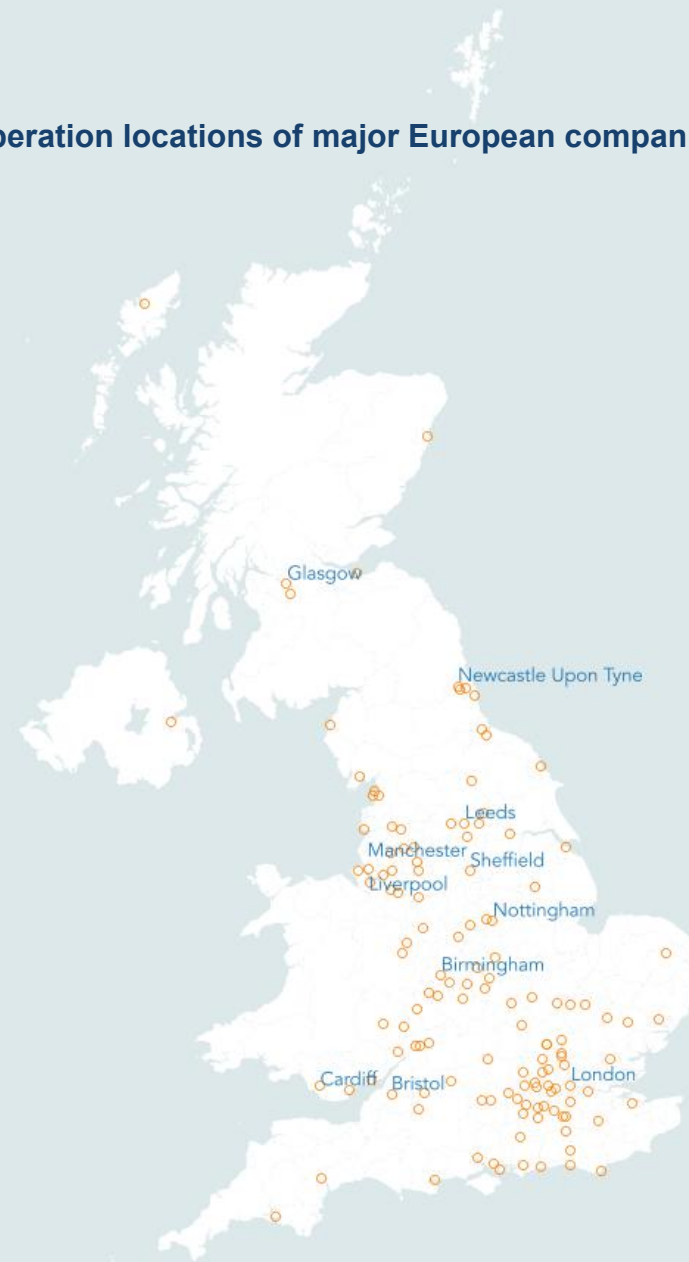 peration locations of major European compan
Glasgow
Newcastle Upon Tyne
Leeds
Manchester
Sheffield
Liverpool
Nottingham
Birmingham
London
Cardiff
Bristol